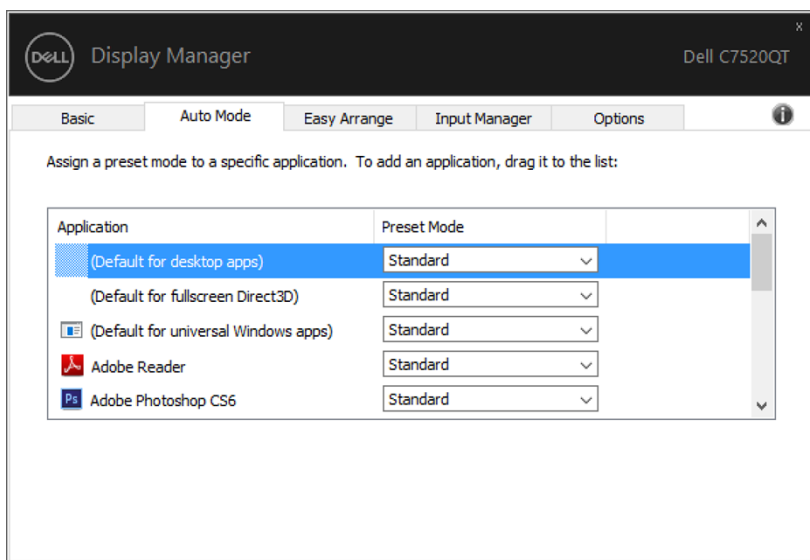 x
DELL Display Manager Dell C7520QT
Basic Auto Mode Easy Arrange Input Manager Options i
Assign a preset mode to a specific application. To add an application, drag it to the list:
Application Preset Mode
(Default for desktop apps) Standard
(Default for fullscreen Direct3D) Standard
(Default for universal Windows apps) Standard
Adobe Reader Standard
Ps Adobe Photoshop CS6 Standard